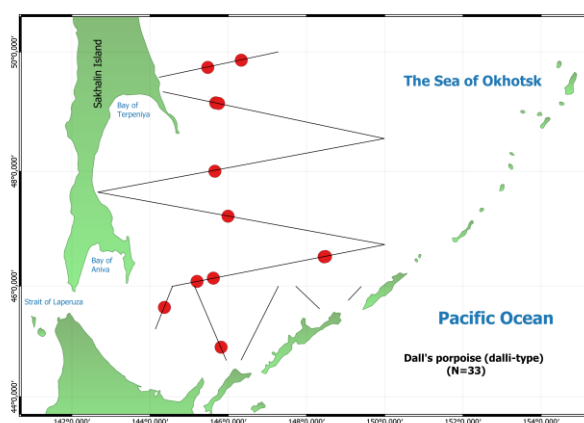 50°0,000'
48°0,000'
46°0,000'
44°0,000'
Sakhalin Island
Bay of
Terpeniya
The Sea of Okhotsk
Bay of
Aniva
Strait of Laperuza
Pacific Ocean
Dall's porpoise (dalli-type)
(N=33)
142°0,000'
144°0,000'
146°0,000'
148°0,000'
150°0,000'
152°0,000'
154°0,000'